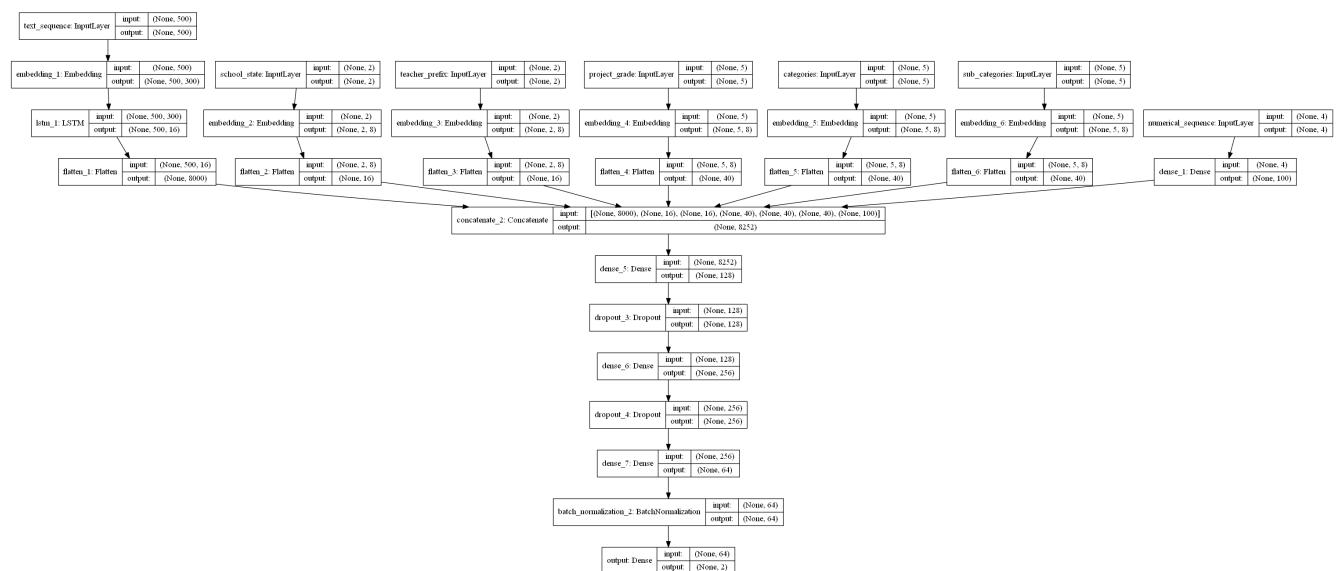 text_sequence: InputLayer input: (None, 500)
output: (None, 500)
embedding_1: Embedding input: (None, 500)
output: (None, 500, 300)
school_state: InputLayer input: (None, 2)
output: (None, 2)
teacher_prefix: InputLayer input: (None, 2)
output: (None, 2)
project_grade: InputLayer input: (None, 5)
output: (None, 5)
categories: InputLayer input: (None, 5)
output: (None, 5)
sub_categories: InputLayer input: (None, 5)
output: (None, 5)
lstm_1: LSTM input: (None, 500, 300)
output: (None, 500, 16)
embedding_2: Embedding input: (None, 2)
output: (None, 2, 8)
embedding_3: Embedding input: (None, 2)
output: (None, 2, 8)
embedding_4: Embedding input: (None, 5)
output: (None, 5, 8)
embedding_5: Embedding input: (None, 5)
output: (None, 5, 8)
embedding_6: Embedding input: (None, 5)
output: (None, 5, 8)
numerical_sequence: InputLayer input: (None, 4)
output: (None, 4)
flatten_1: Flatten input: (None, 500, 16)
output: (None, 8000)
flatten_2: Flatten input: (None, 2, 8)
output: (None, 16)
flatten_3: Flatten input: (None, 2, 8)
output: (None, 16)
flatten_4: Flatten input: (None, 5, 8)
output: (None, 40)
flatten_5: Flatten input: (None, 5, 8)
output: (None, 40)
flatten_6: Flatten input: (None, 5, 8)
output: (None, 40)
dense_1: Dense input: (None, 4)
output: (None, 100)
concatenate_2: Concatenate input: [(None, 8000), (None, 16), (None, 16), (None, 40), (None, 40), (None, 40), (None, 100)]
output: (None, 8252)
dense_5: Dense input: (None, 8252)
output: (None, 128)
dropout_3: Dropout input: (None, 128)
output: (None, 128)
dense_6: Dense input: (None, 128)
output: (None, 256)
dropout_4: Dropout input: (None, 256)
output: (None, 256)
dense_7: Dense input: (None, 256)
output: (None, 64)
batch_normalization_2: BatchNormalization input: (None, 64)
output: (None, 64)
output: Dense input: (None, 64)
output: (None, 2)